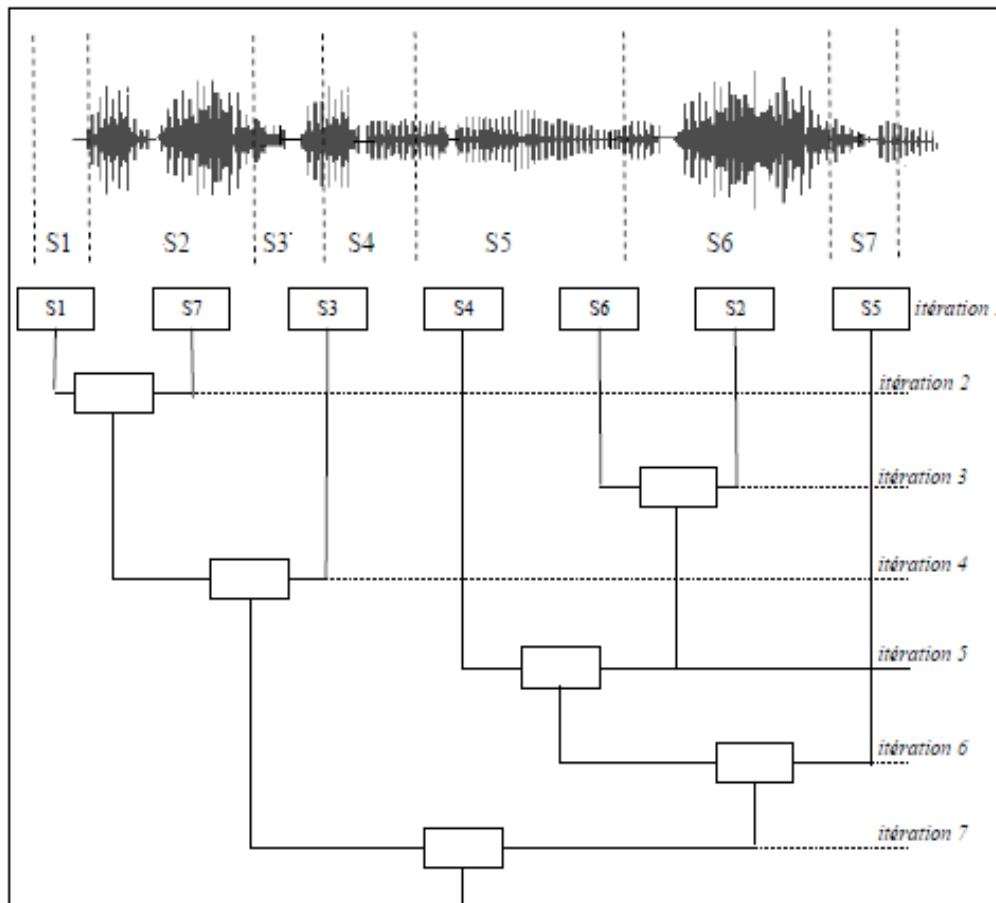 S1 S2 S3 S4 S5 S6 S7
S1 S7 S3 S4 S6 S2 S5 itération
itération 2
itération 3
itération 4
itération 5
itération 6
itération 7